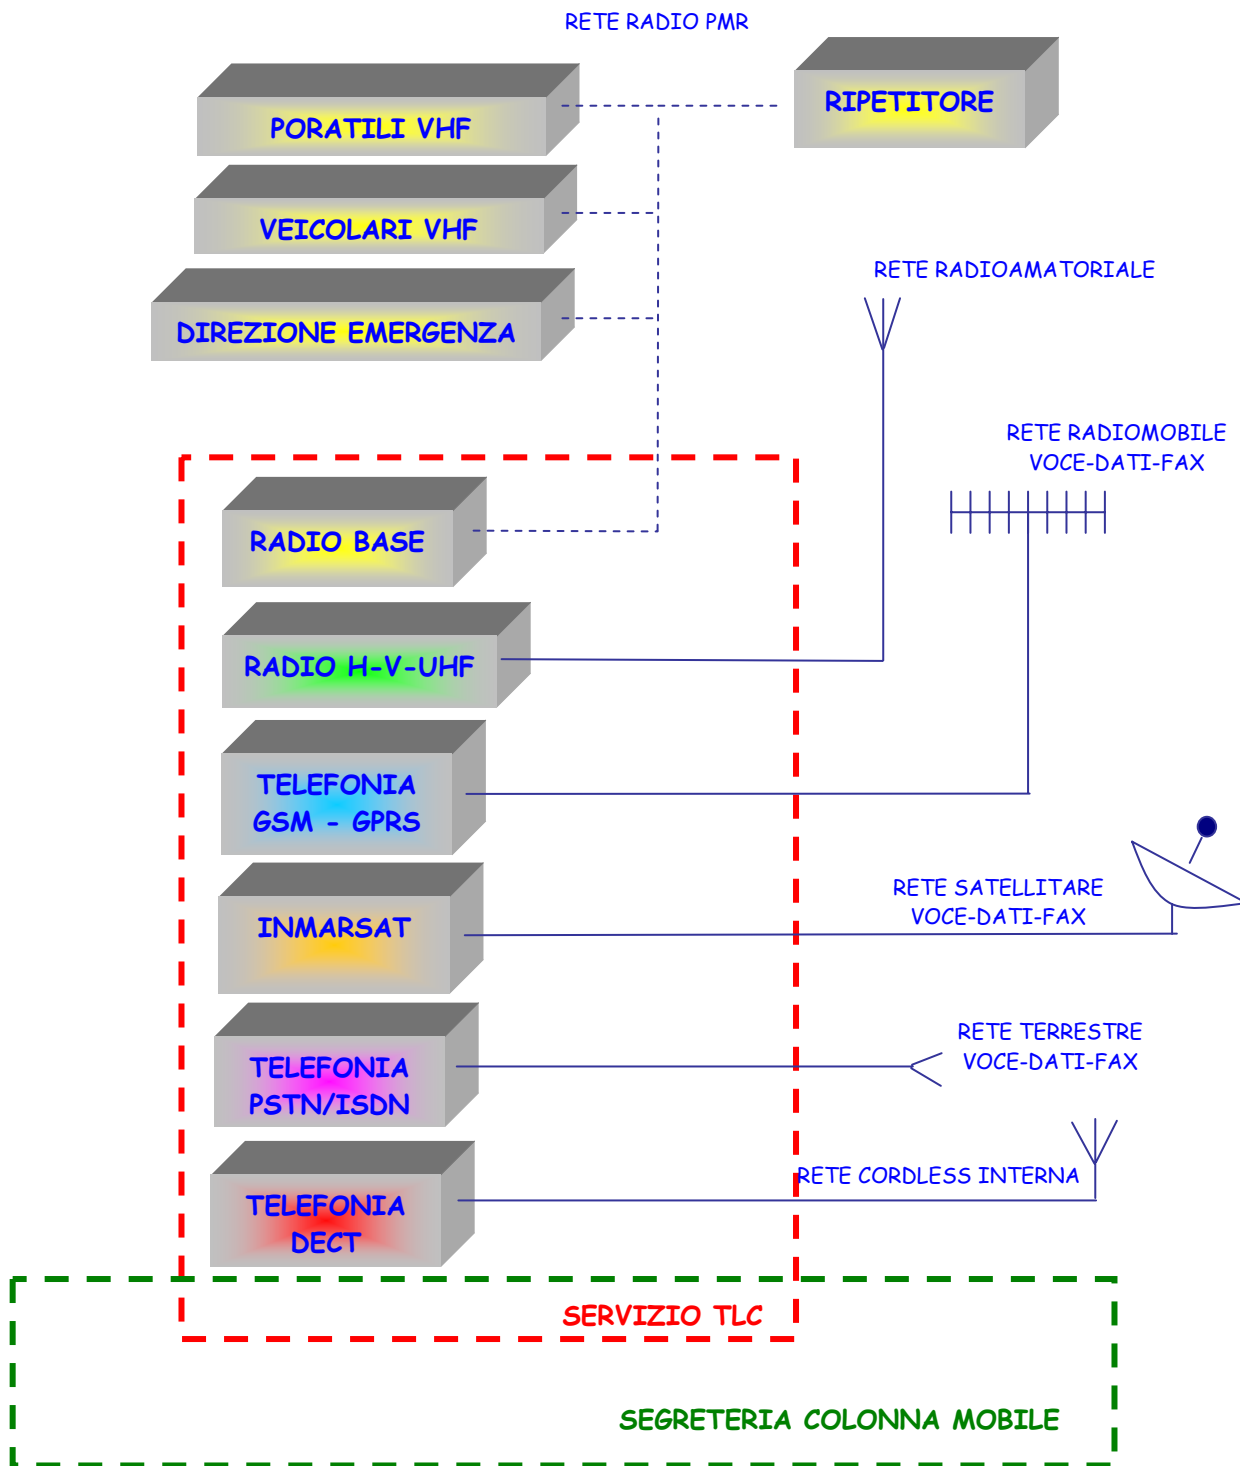 RETE RADIO PMR
RIPETITORE
PORATILI VHF
VEICOLARI VHF
DIREZIONE EMERGENZA
RETE RADIOAMATORIALE
RETE RADIOMOBILE
VOCE-DATI-FAX
RADIO BASE
RADIO H-V-UHF
TELEFONIA
GSM - GPRS
RETE SATELLITARE
VOCE-DATI-FAX
INMARSAT
RETE TERRESTRE
VOCE-DATI-FAX
TELEFONIA
PSTN/ISDN
RETE CORDLESS INTERNA
TELEFONIA
DECT
SERVIZIO TLC
SEGRETERIA COLONNA MOBILE